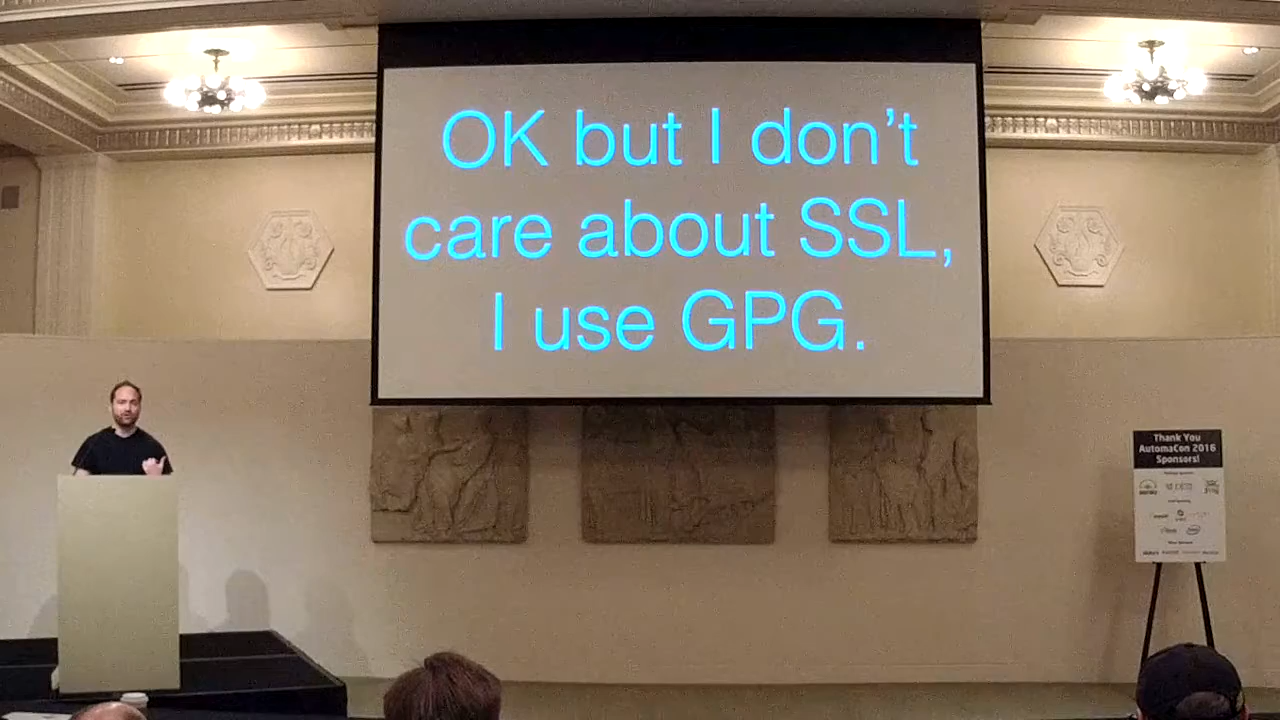 OK but I don’t
care about SSL,
I use GPG.
Thank You
AutomaCon 2016
Sponsors!